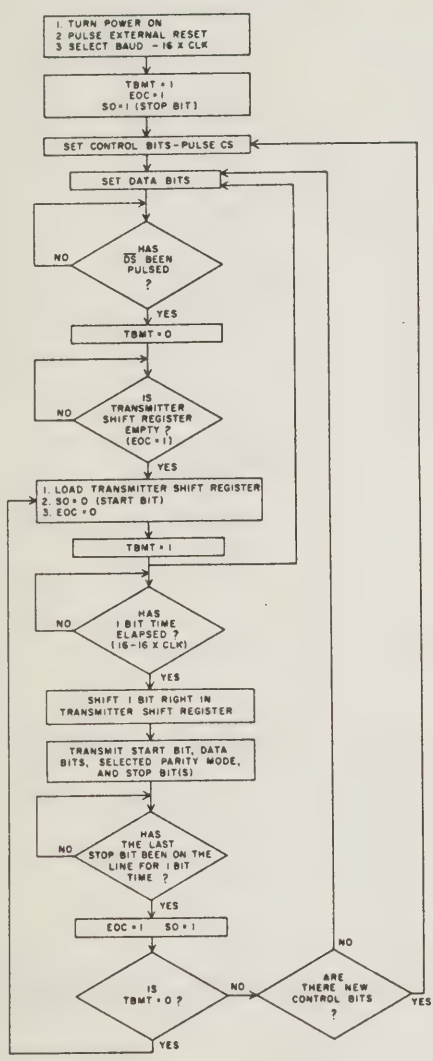 1. TURN POWER ON
2 PULSE EXTERNAL RESET
3 SELECT BAUD - 16 X CLK
TBMT = 1
EOC = 1
SO = 1 (STOP BIT)
SET CONTROL BITS - PULSE CS
SET DATA BITS
HAS
D̅S̅ BEEN
PULSED
?
NO
YES
TBMT = 0
IS
TRANSMITTER
SHIFT REGISTER
EMPTY ?
(EOC = 1)
NO
YES
1. LOAD TRANSMITTER SHIFT REGISTER
2. SO = 0 (START BIT)
3. EOC = 0
TBMT = 1
HAS
1 BIT TIME
ELAPSED ?
(16 - 16 X CLK)
NO
YES
SHIFT 1 BIT RIGHT IN
TRANSMITTER SHIFT REGISTER
TRANSMIT START BIT, DATA
BITS, SELECTED PARITY MODE,
AND STOP BIT(S)
HAS
THE LAST
STOP BIT BEEN ON THE
LINE FOR 1 BIT
TIME ?
NO
YES
EOC = 1 SO = 1
IS
TBMT = 0 ?
NO
YES
ARE
THERE NEW
CONTROL BITS
?
NO
YES